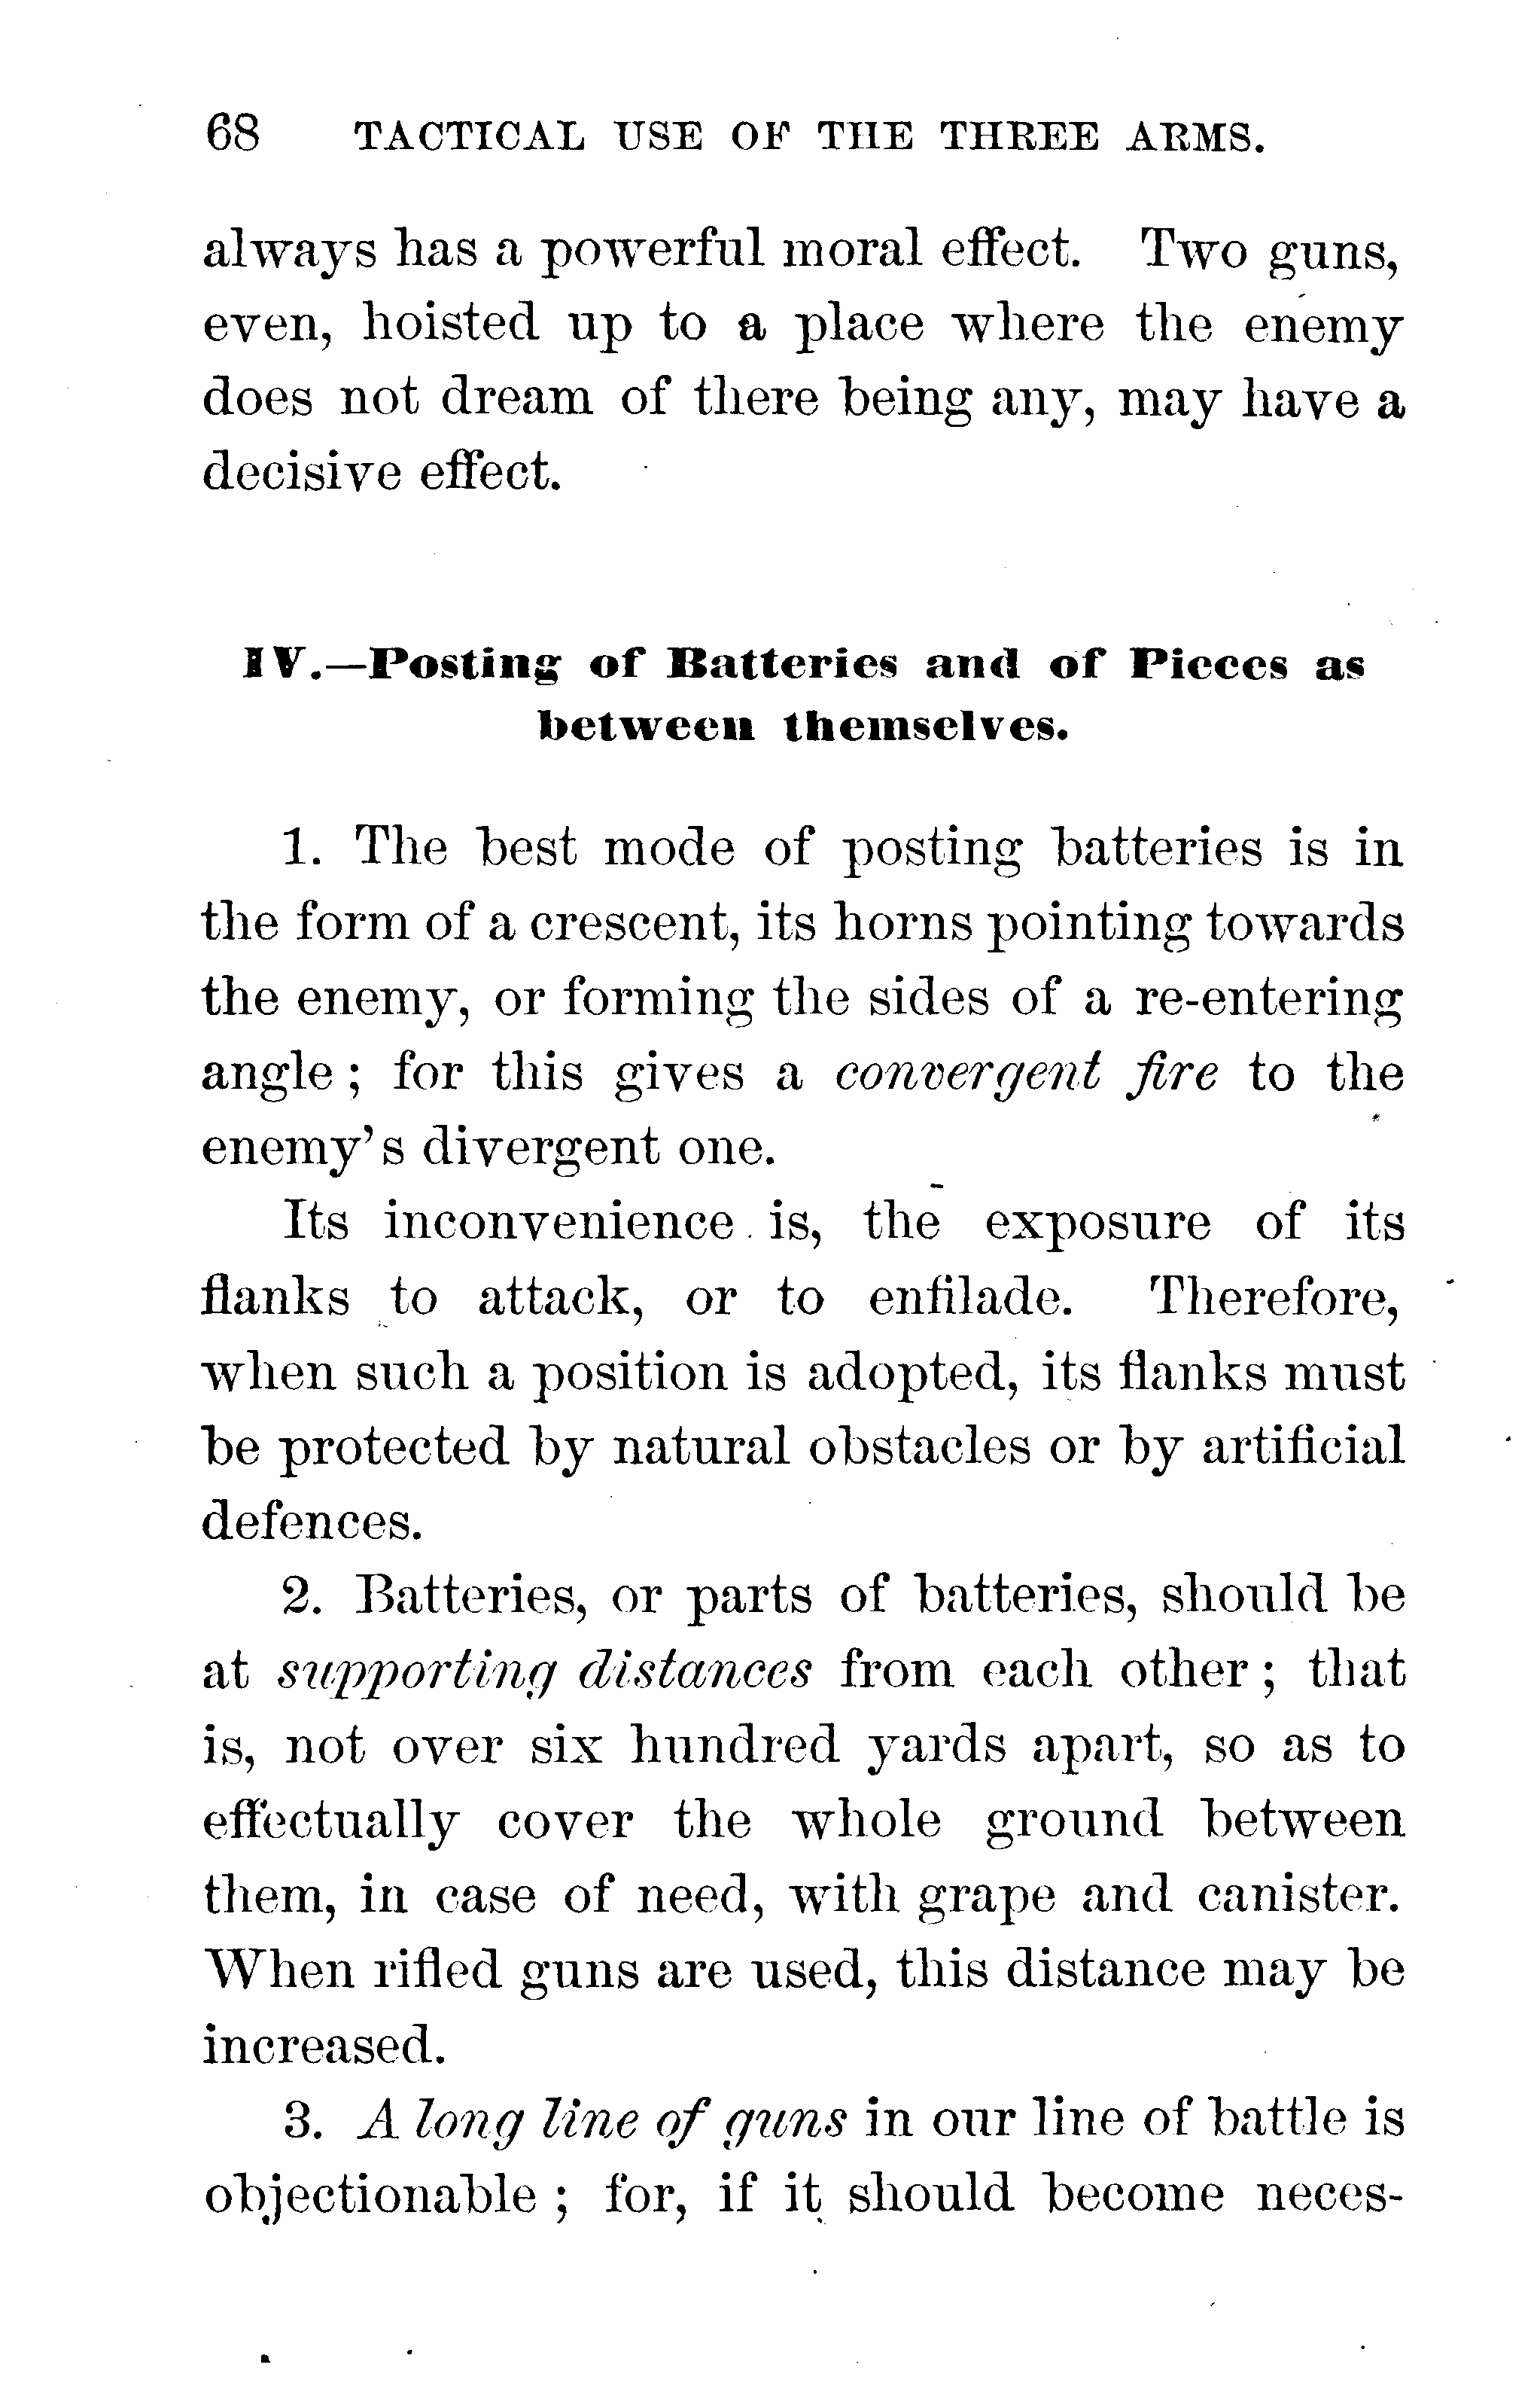 68 TACTICAL USE OF THE THREE ARMS.
always has a powerful moral effect. Two guns,
even, hoisted up to a place where the enemy
does not dream of there being any, may have a
decisive effect.
IV.—Posting of Batteries and of Pieces as
between themselves.
1. The best mode of posting batteries is in
the form of a crescent, its horns pointing towards
the enemy, or forming the sides of a re-entering
angle; for this gives a convergent fire to the
enemy's divergent one.
Its inconvenience is, the exposure of its
flanks to attack, or to enfilade. Therefore,
when such a position is adopted, its flanks must
be protected by natural obstacles or by artificial
defences.
2. Batteries, or parts of batteries, should be
at supporting distances from each other; that
is, not over six hundred yards apart, so as to
effectually cover the whole ground between
them, in case of need, with grape and canister.
When rifled guns are used, this distance may be
increased.
3. A long line of guns in our line of battle is
objectionable; for, if it should become neces-